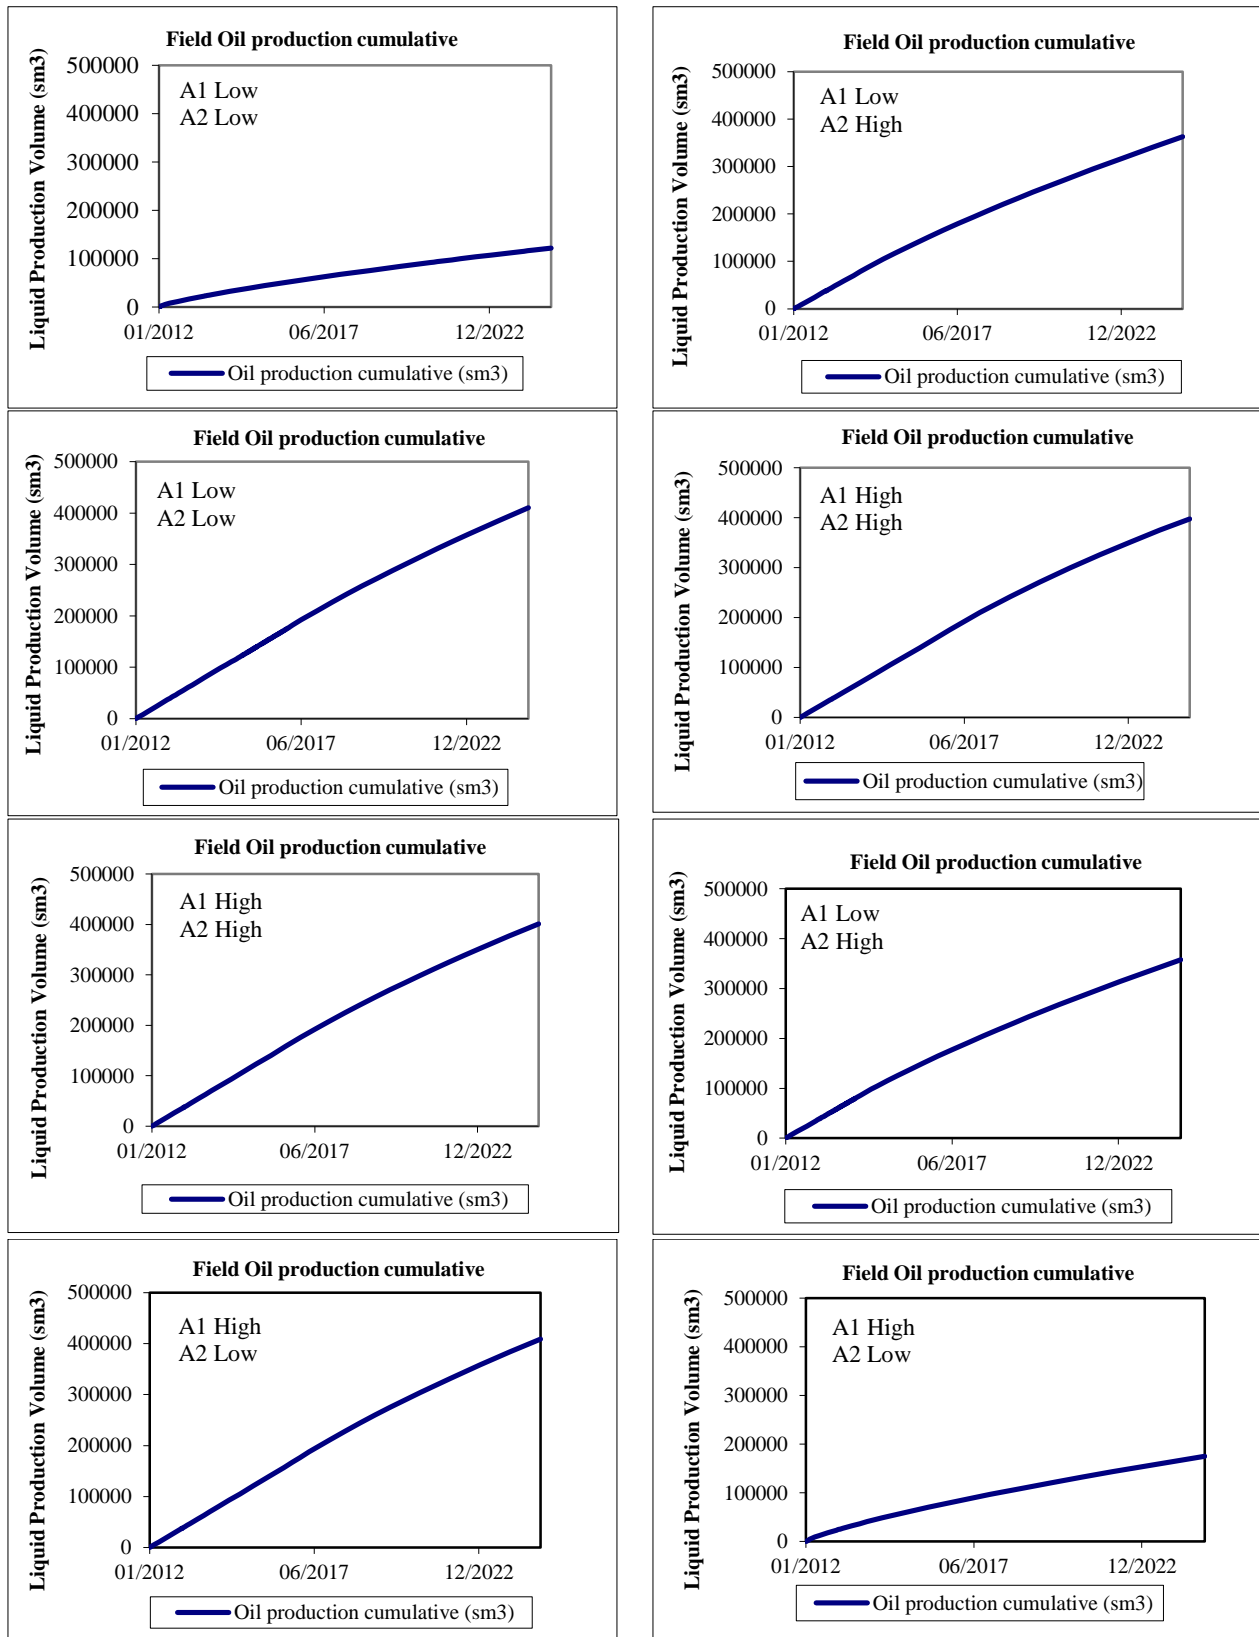 Field Oil production cumulative
Liquid Production Volume (sm3)
500000
400000
300000
200000
100000
0
A1 Low
A2 Low
01/2012 06/2017 12/2022
Oil production cumulative (sm3)
Field Oil production cumulative
Liquid Production Volume (sm3)
500000
400000
300000
200000
100000
0
A1 Low
A2 High
01/2012 06/2017 12/2022
Oil production cumulative (sm3)
Field Oil production cumulative
Liquid Production Volume (sm3)
500000
400000
300000
200000
100000
0
A1 Low
A2 Low
01/2012 06/2017 12/2022
Oil production cumulative (sm3)
Field Oil production cumulative
Liquid Production Volume (sm3)
500000
400000
300000
200000
100000
0
A1 High
A2 High
01/2012 06/2017 12/2022
Oil production cumulative (sm3)
Field Oil production cumulative
Liquid Production Volume (sm3)
500000
400000
300000
200000
100000
0
A1 High
A2 High
01/2012 06/2017 12/2022
Oil production cumulative (sm3)
Field Oil production cumulative
Liquid Production Volume (sm3)
500000
400000
300000
200000
100000
0
A1 Low
A2 High
01/2012 06/2017 12/2022
Oil production cumulative (sm3)
Field Oil production cumulative
Liquid Production Volume (sm3)
500000
400000
300000
200000
100000
0
A1 High
A2 Low
01/2012 06/2017 12/2022
Oil production cumulative (sm3)
Field Oil production cumulative
Liquid Production Volume (sm3)
500000
400000
300000
200000
100000
0
A1 High
A2 Low
01/2012 06/2017 12/2022
Oil production cumulative (sm3)